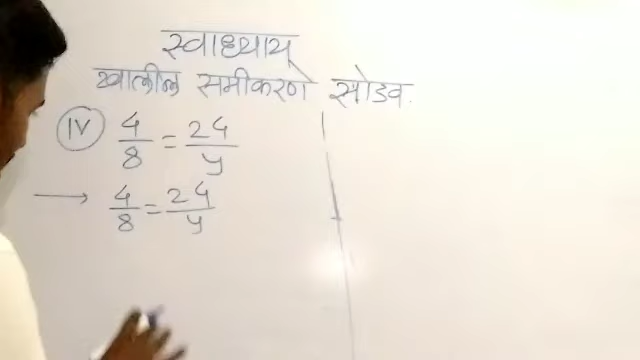 स्वाध्याय
खालील समीकरणे सोडव.
IV 4/8 = 24/y
→ 4/8 = 24/y